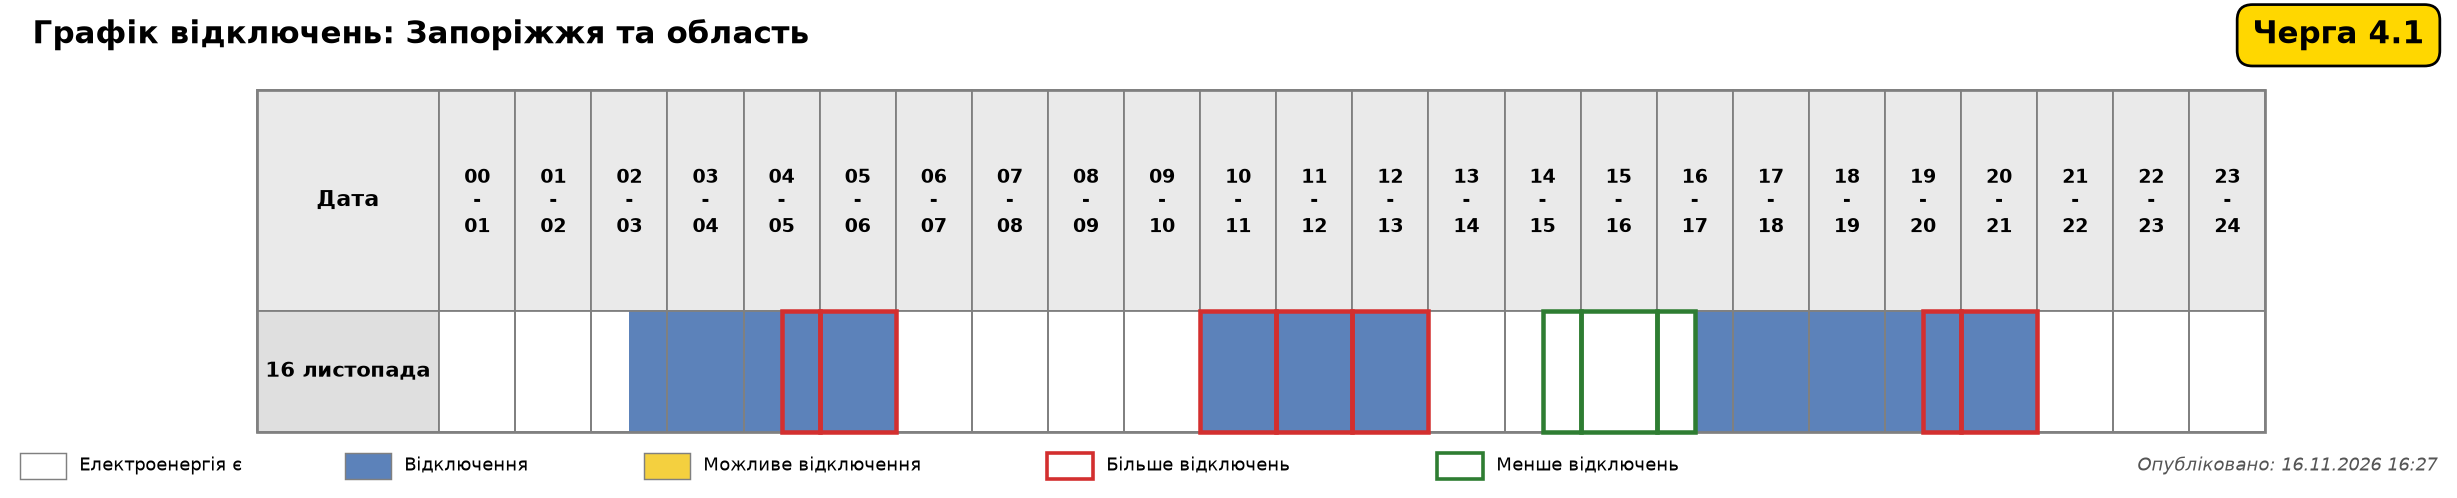 Графік відключень: Запоріжжя та область
Черга 4.1
Дата
00 - 01
01 - 02
02 - 03
03 - 04
04 - 05
05 - 06
06 - 07
07 - 08
08 - 09
09 - 10
10 - 11
11 - 12
12 - 13
13 - 14
14 - 15
15 - 16
16 - 17
17 - 18
18 - 19
19 - 20
20 - 21
21 - 22
22 - 23
23 - 24
16 листопада
Електроенергія є
Відключення
Можливе відключення
Більше відключень
Менше відключень
Опубліковано: 16.11.2026 16:27